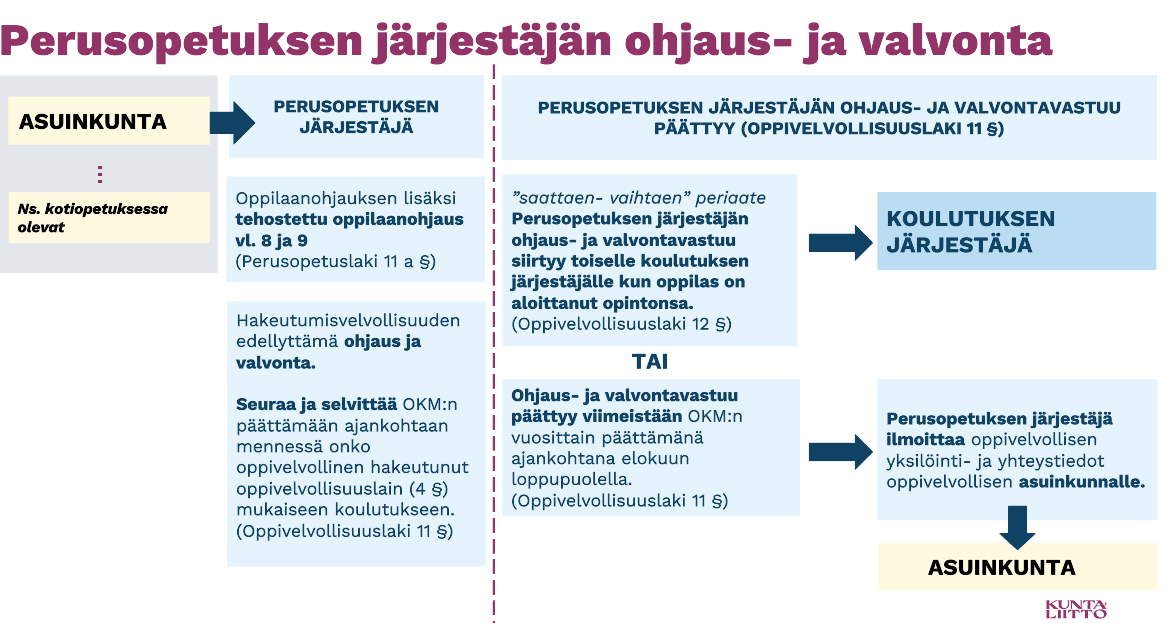 Perusopetuksen järjestäjän ohjaus- ja valvonta
ASUINKUNTA
Ns. kotiopetuksessa
olevat
PERUSOPETUKSEN
JÄRJESTÄJÄ
Oppilaanohjauksen lisäksi
tehostettu oppilaanohjaus
vl. 8 ja 9
(Perusopetuslaki 11 a §)
Hakeutumisvelvollisuuden
edellyttämä ohjaus ja
valvonta.
Seuraa ja selvittää OKM:n
päättämään ajankohtaan
mennessä onko
oppivelvollinen hakeutunut
oppivelvollisuuslain (4 §)
mukaiseen koulutukseen.
(Oppivelvollisuuslaki 11 §)
PERUSOPETUKSEN JÄRJESTÄJÄN OHJAUS- JA VALVONTAVASTUU
PÄÄTTYY (OPPIVELVOLLISUUSLAKI 11 §)
”saattaen- vaihtaen” periaate
Perusopetuksen järjestäjän
ohjaus- ja valvontavastuu
siirtyy toiselle koulutuksen
järjestäjälle kun oppilas on
aloittanut opintonsa.
(Oppivelvollisuuslaki 12 §)
KOULUTUKSEN
JÄRJESTÄJÄ
TAI
Ohjaus- ja valvontavastuu
päättyy viimeistään OKM:n
vuosittain päättämänä
ajankohtana elokuun
loppupuolella.
(Oppivelvollisuuslaki 11 §)
Perusopetuksen järjestäjä
ilmoittaa oppivelvollisen
yksilöinti- ja yhteystiedot
oppivelvollisen asuinkunnalle.
ASUINKUNTA
KUNTA
LIITTO